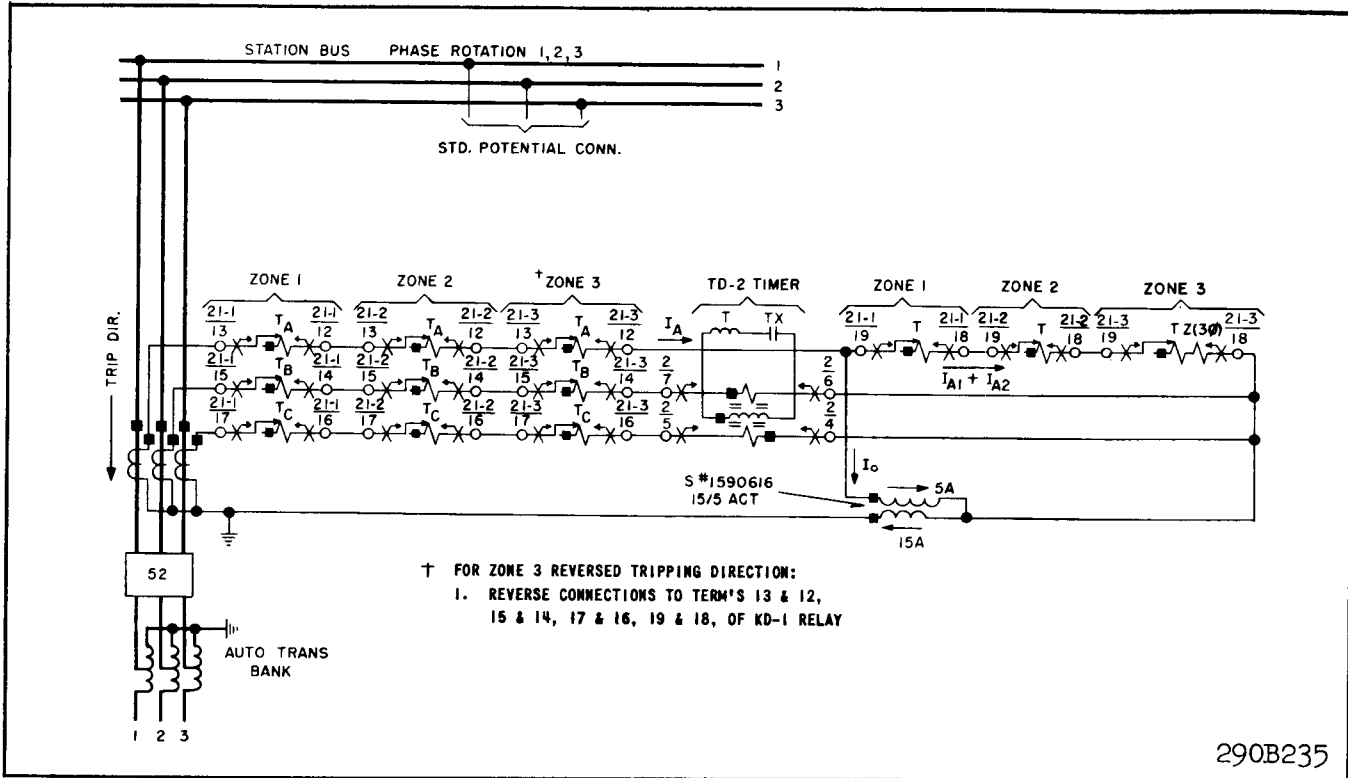 STATION BUS PHASE ROTATION 1, 2, 3
1
2
3
STD. POTENTIAL CONN.
TRIP DIR.
ZONE 1
ZONE 2
† ZONE 3
TD-2 TIMER
ZONE 1
ZONE 2
ZONE 3
T TX
21-1 21-1 21-2 21-2 21-3 21-3
13 TA 12 13 TA 12 13 TA 12
IA
21-1 21-1 21-2 21-2 21-3 21-3
19 T 18 19 T 18 19 T Z(3Ø) 18
IA1 + IA2
21-1 21-1 21-2 21-2 21-3 21-3 2 2
15 TB 14 15 TB 14 15 TB 14 7 6
21-1 21-1 21-2 21-2 21-3 21-3 2 2
17 TC 16 17 TC 16 17 TC 16 5 4
Io
S #1590616
15/5 ACT
5A
15A
52
† FOR ZONE 3 REVERSED TRIPPING DIRECTION:
1. REVERSE CONNECTIONS TO TERM'S 13 & 12,
15 & 14, 17 & 16, 19 & 18, OF KD-1 RELAY
AUTO TRANS
BANK
1 2 3
290B235